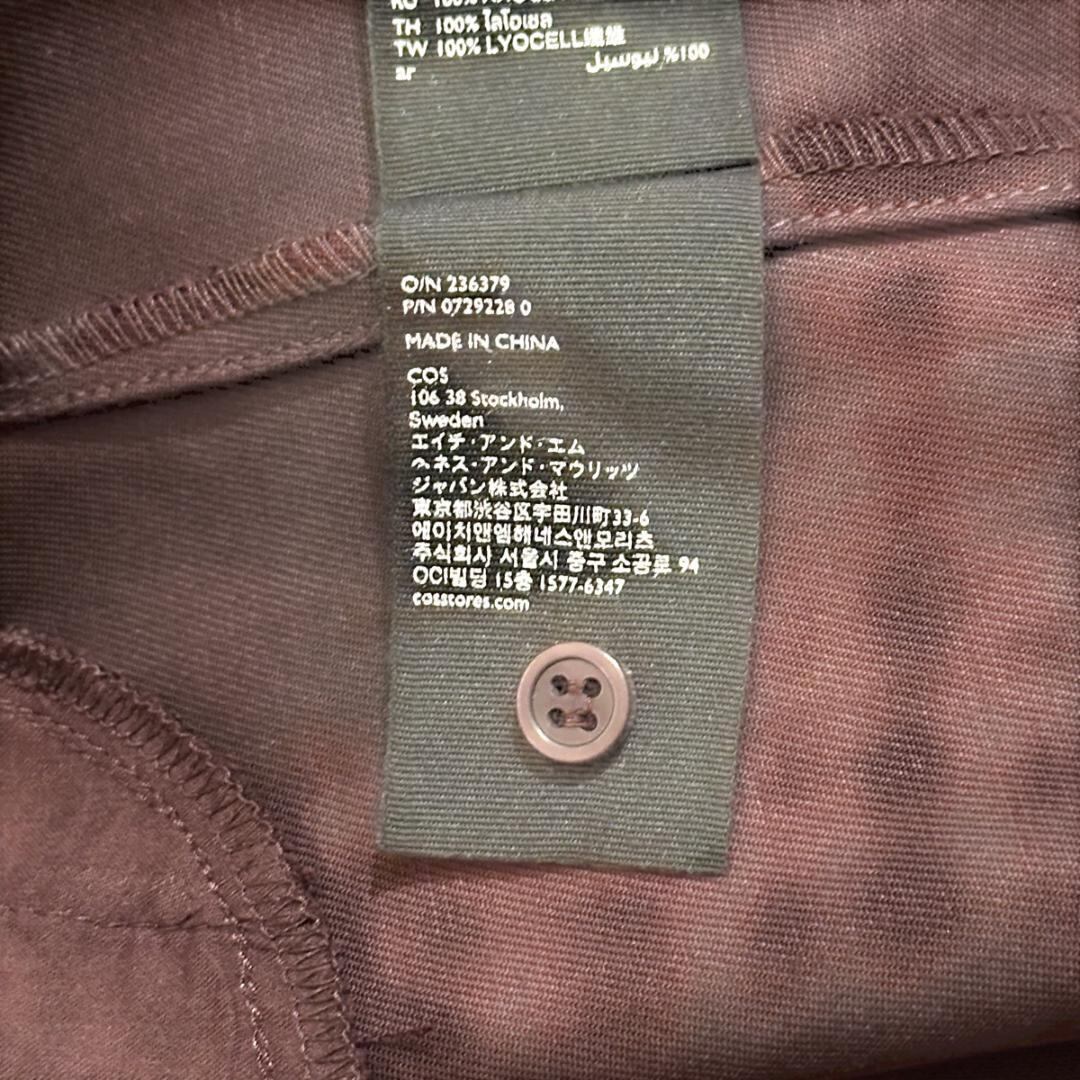 TH 100% ไลโอเซล
TW 100% LYOCELL纖維
ar ليوسيل %100
O/N 236379
P/N 0729228 0
MADE IN CHINA
COS
106 38 Stockholm,
Sweden
エイチ・アンド・エム
ヘネス・アンド・マウリッツ
ジャパン株式会社
東京都渋谷区宇田川町33-6
에이치앤엠헤네스앤모리츠
주식회사 서울시 중구 소공로 94
OCI빌딩 15층 1577-6347
cosstores.com